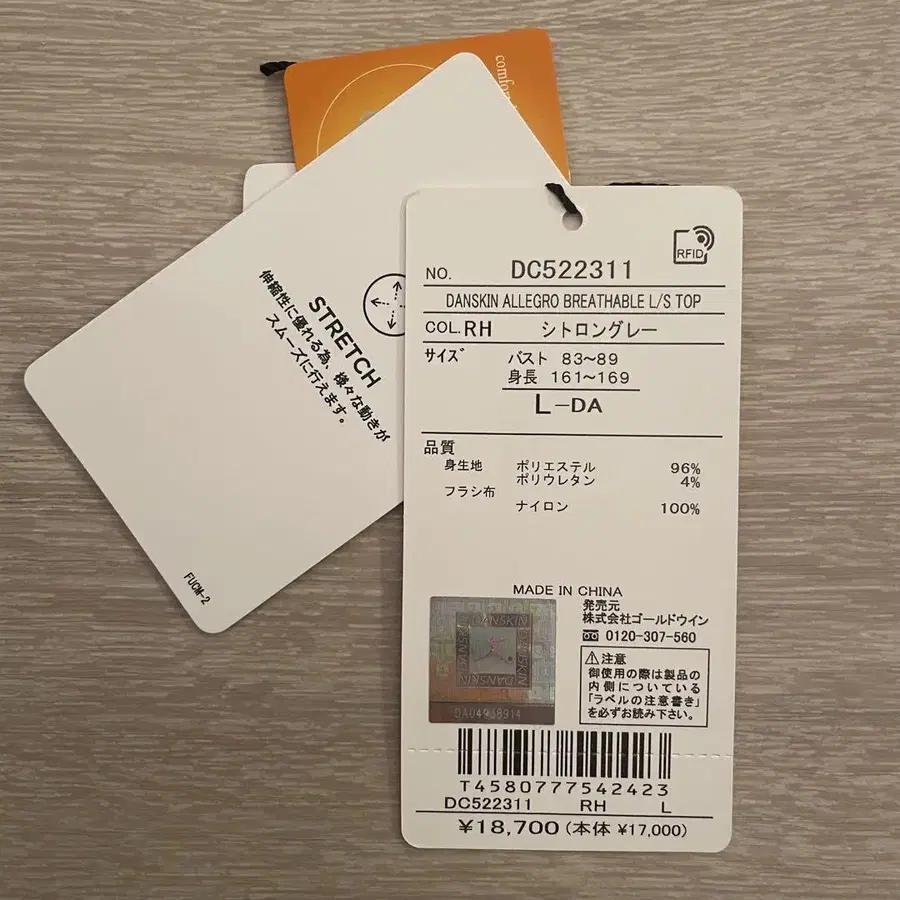 STRETCH
伸縮性に優れる為、様々な動きが
スムーズに行えます。
FUCM-2
RFID
NO. DC522311
DANSKIN ALLEGRO BREATHABLE L/S TOP
COL.RH シトロングレー
サイズ バスト 83〜89
身長 161〜169
L-DA
品質
身生地 ポリエステル 96%
ポリウレタン 4%
フラシ布
ナイロン 100%
MADE IN CHINA
発売元
株式会社ゴールドウイン
0120-307-560
DANSKIN
DANSKIN
DANSKIN
DANSKIN
DA04938914
注意
御使用の際は製品の
内側についている
「ラベルの注意書き」
を必ずお読み下さい。
T4580777542423
DC522311 RH L
¥18,700 (本体 ¥17,000)